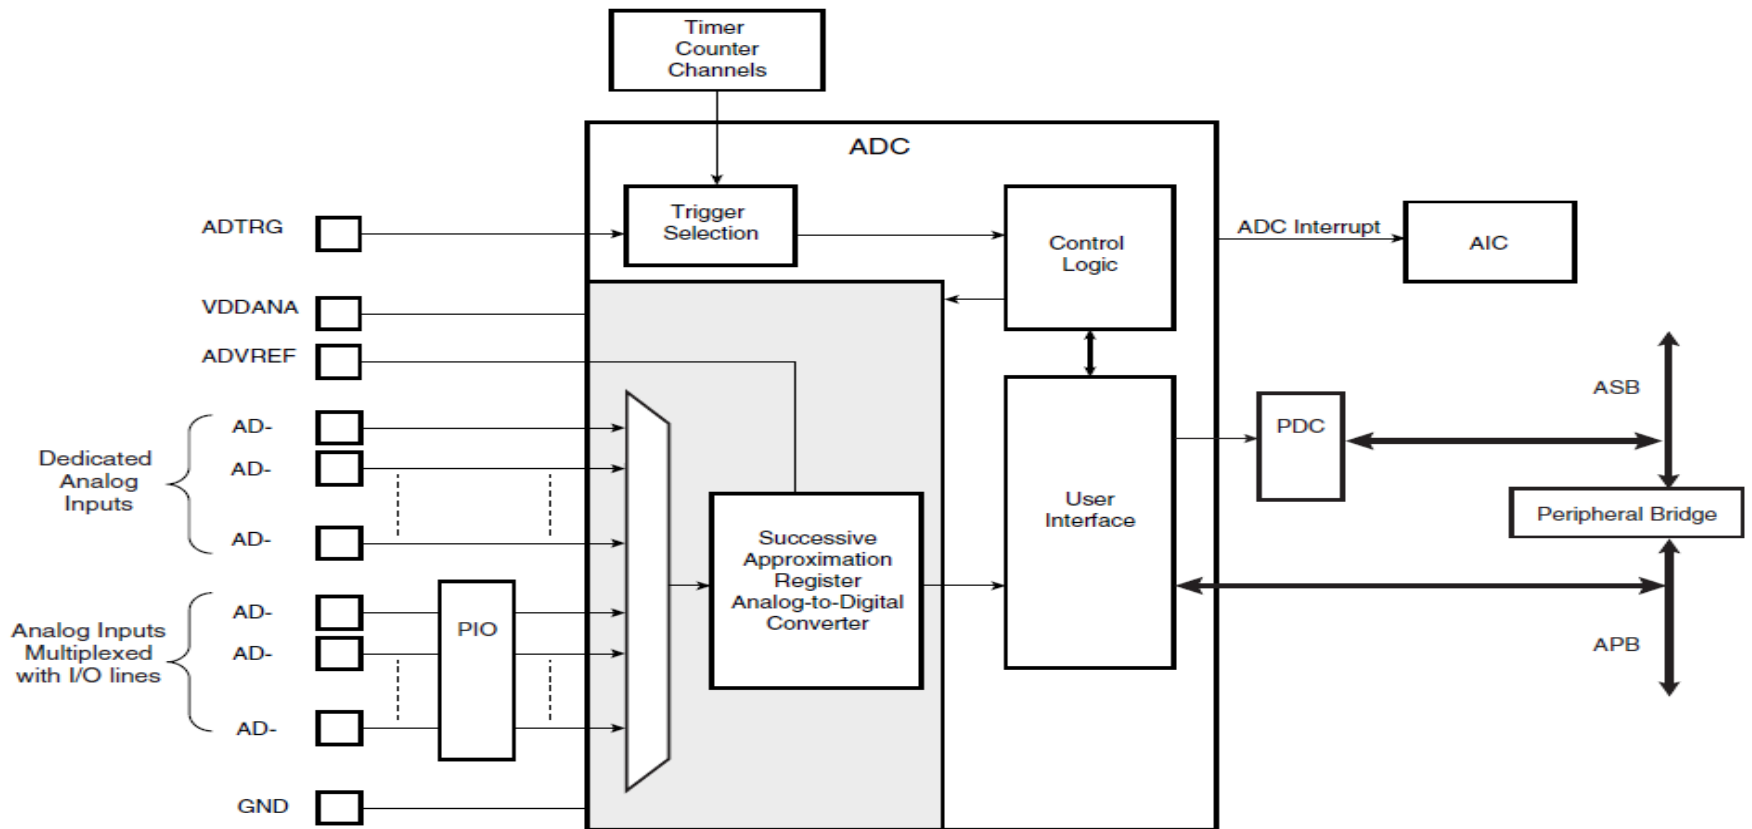 Timer
Counter
Channels
ADC
ADTRG
Trigger
Selection
Control
Logic
ADC Interrupt
AIC
VDDANA
ADVREF
Dedicated
Analog
Inputs
AD-
AD-
AD-
Analog Inputs
Multiplexed
with I/O lines
AD-
AD-
AD-
PIO
GND
Successive
Approximation
Register
Analog-to-Digital
Converter
User
Interface
PDC
ASB
Peripheral Bridge
APB